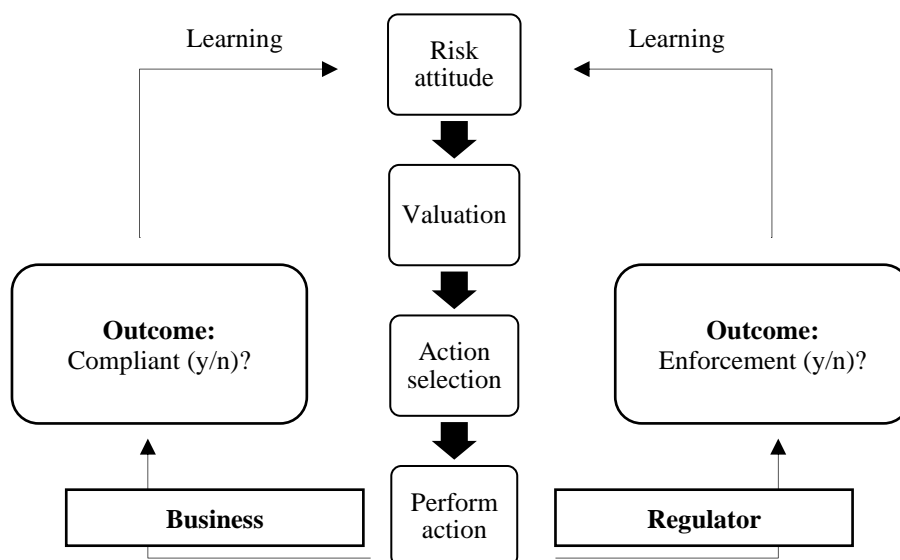 Learning
Learning
Risk
attitude
Valuation
Outcome:
Compliant (y/n)?
Outcome:
Enforcement (y/n)?
Action
selection
Business
Perform
action
Regulator